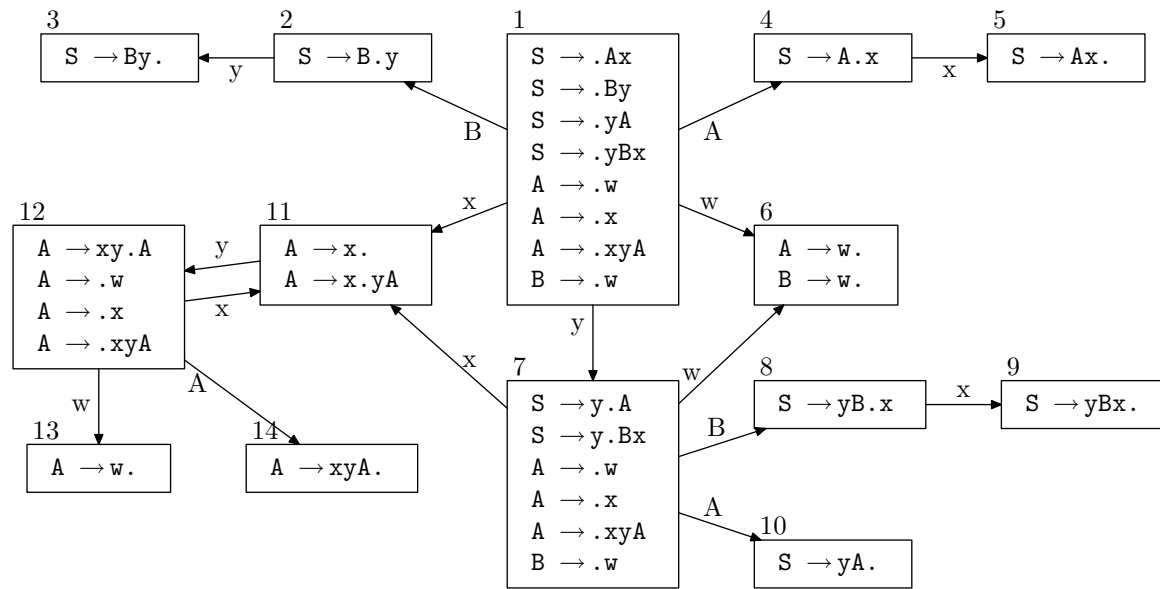 3
S → By.
y
2
S → B.y
B
1
S → .Ax
S → .By
S → .yA
S → .yBx
A → .w
A → .x
A → .xyA
B → .w
A
4
S → A.x
x
5
S → Ax.
12
A → xy.A
A → .w
A → .x
A → .xyA
y
x
11
A → x.
A → x.yA
x
w
6
A → w.
B → w.
y
x
w
7
S → y.A
S → y.Bx
A → .w
A → .x
A → .xyA
B → .w
B
8
S → yB.x
x
9
S → yBx.
w
A
13
A → w.
14
A → xyA.
A
10
S → yA.